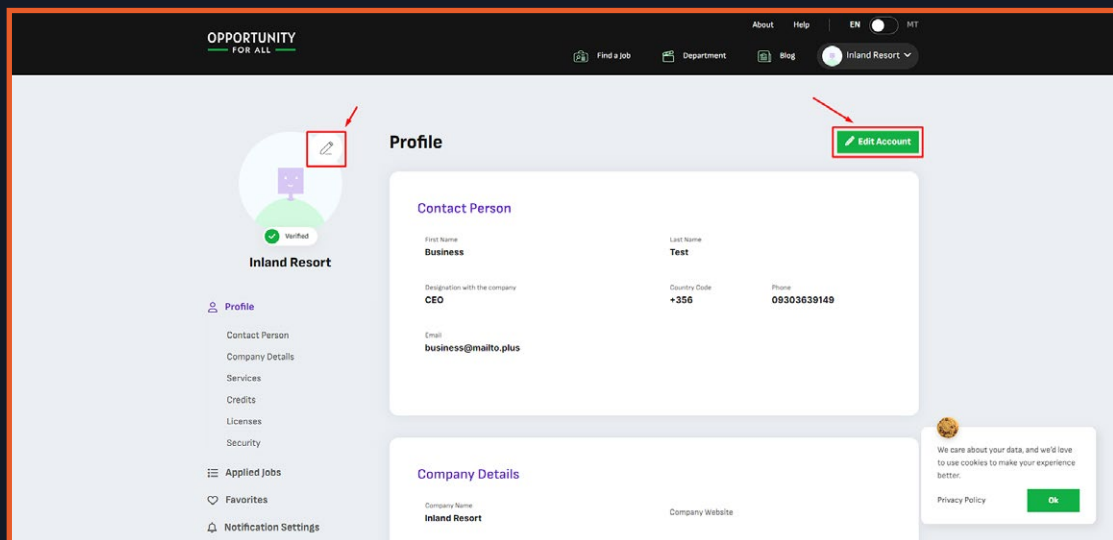 OPPORTUNITY
FOR ALL
About Help EN MT
Find a Job Department Blog Inland Resort
Verified
Inland Resort
Profile
Contact Person
Company Details
Services
Credits
Licenses
Security
Applied Jobs
Favorites
Notification Settings
Profile
Edit Account
Contact Person
First Name Last Name
Business Test
Designation with the company Country Code Phone
CEO +356 09303639149
Email
business@mailto.plus
Company Details
Company Name Company Website
Inland Resort
We care about your data, and we'd love
to use cookies to make your experience
better.
Privacy Policy Ok